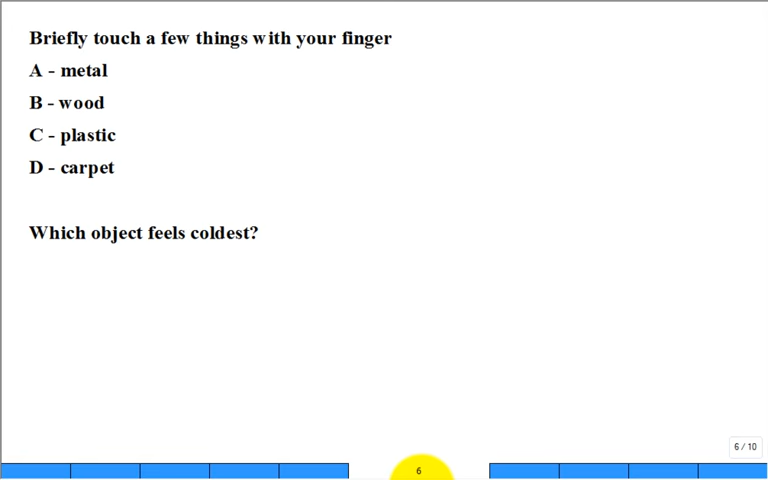 Briefly touch a few things with your finger
A - metal
B - wood
C - plastic
D - carpet
Which object feels coldest?
6 / 10
6